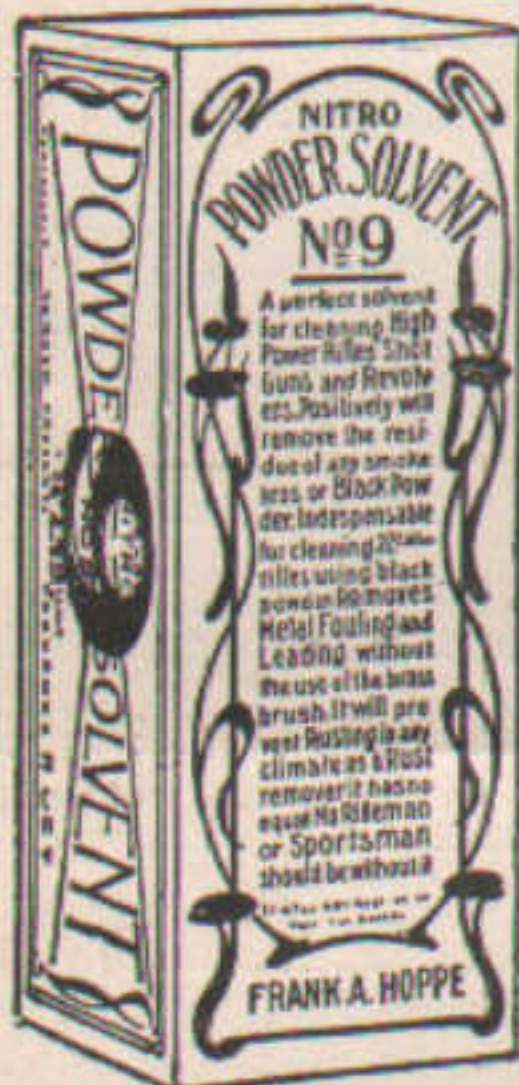 NITRO
POWDER SOLVENT
No 9
A perfect solvent
for cleaning High
Power Rifles Shot
Guns and Revolv
ers. Positively will
remove the resi-
due of any smoke
less or Black Pow
der. Indespensable
for cleaning 22
rifles using black
powder Removes
Metal Fouling and
Leading without
the use of the brass
brush. It will pre
vent Rusting in any
climate as a Rust
remover it has no
equal No Rifleman
or Sportsman
should be without it
FRANK A. HOPPE
POWDE
SOLVENT